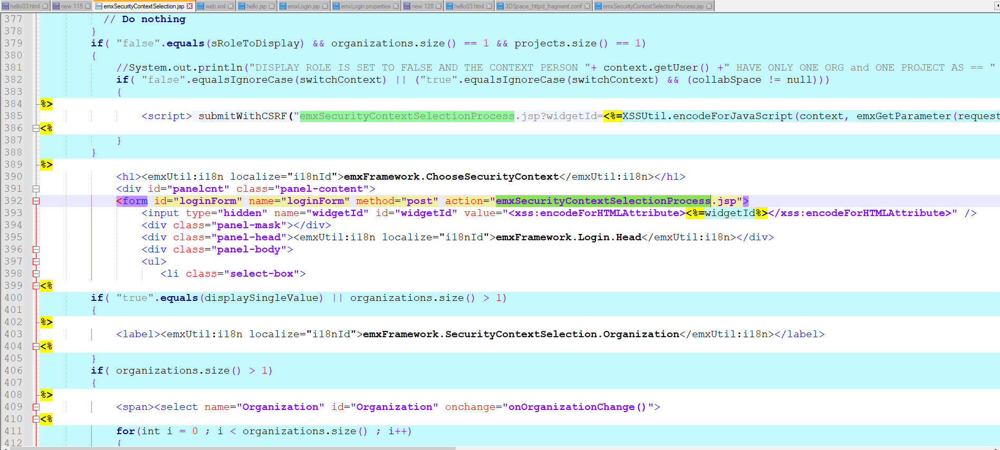 hello03.html new 115 emxSecurityContextSelection.jsp web.xml hello.jsp emxLogin.jsp emxLogin.properties new 128 hello03.html 3DSpace_httpd_fragment.conf emxSecurityContextSelectionProcess.jsp
377 // Do nothing
378 }
379 if( "false".equals(sRoleToDisplay) && organizations.size() == 1 && projects.size() == 1)
380 {
381 //System.out.println("DISPLAY ROLE IS SET TO FALSE AND THE CONTEXT PERSON "+ context.getUser() +" HAVE ONLY ONE ORG and ONE PROJECT AS == "
382 if( "false".equalsIgnoreCase(switchContext) || ("true".equalsIgnoreCase(switchContext) && (collabSpace != null)))
383 {
384 %>
385 <script> submitWithCSRF("emxSecurityContextSelectionProcess.jsp?widgetId=<%=XSSUtil.encodeForJavaScript(context, emxGetParameter(request
386 <%
387 }
388 }
389 %>
390 <h1><emxUtil:i18n localize="i18nId">emxFramework.ChooseSecurityContext</emxUtil:i18n></h1>
391 <div id="panelcnt" class="panel-content">
392 <form id="loginForm" name="loginForm" method="post" action="emxSecurityContextSelectionProcess.jsp">
393 <input type="hidden" name="widgetId" id="widgetId" value="<xss:encodeForHTMLAttribute><%=widgetId%></xss:encodeForHTMLAttribute>" />
394 <div class="panel-mask"></div>
395 <div class="panel-head"><emxUtil:i18n localize="i18nId">emxFramework.Login.Head</emxUtil:i18n></div>
396 <div class="panel-body">
397 <ul>
398 <li class="select-box">
399 <%
400 if( "true".equals(displaySingleValue) || organizations.size() > 1)
401 {
402 %>
403 <label><emxUtil:i18n localize="i18nId">emxFramework.SecurityContextSelection.Organization</emxUtil:i18n></label>
404 <%
405 }
406 if( organizations.size() > 1)
407 {
408 %>
409 <span><select name="Organization" id="Organization" onchange="onOrganizationChange()">
410 <%
411 for(int i = 0 ; i < organizations.size() ; i++)
412 {